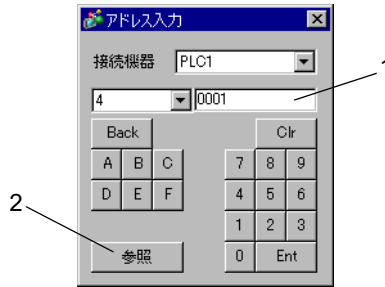 アドレス入力
接続機器 PLC1
1
4 0001
Back Clr
A B C 7 8 9
D E F 4 5 6
2
1 2 3
参照 0 Ent